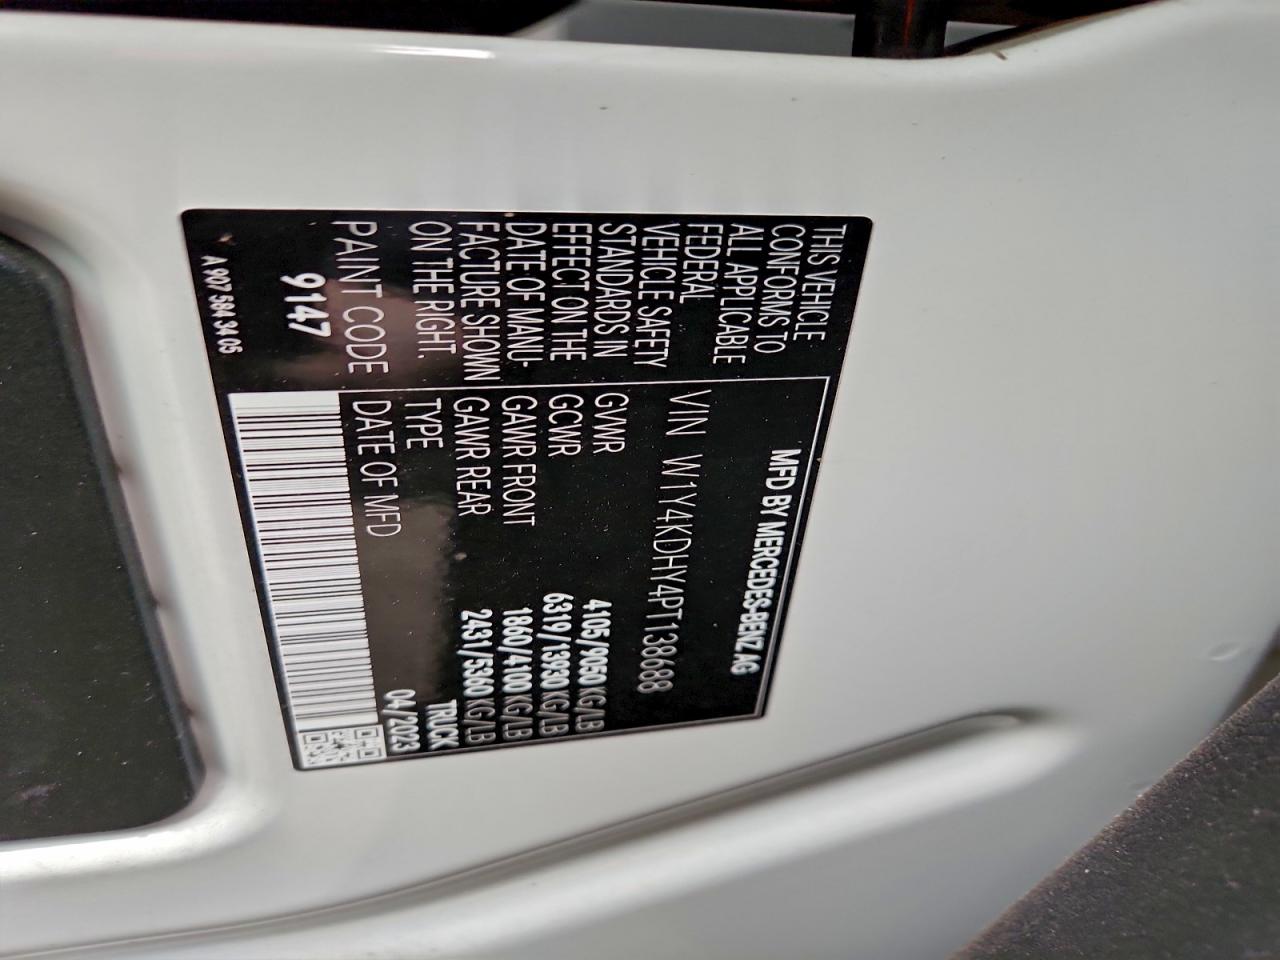 MFD BY MERCEDES-BENZ AG
THIS VEHICLE
CONFORMS TO
ALL APPLICABLE
FEDERAL
VEHICLE SAFETY
STANDARDS IN
EFFECT ON THE
DATE OF MANU-
FACTURE SHOWN
ON THE RIGHT.
VIN W1Y4KDHY4PT138688
GVWR 4105/9050 KG/LB
GCWR 6319/13930 KG/LB
GAWR FRONT 1860/4100 KG/LB
GAWR REAR 2431/5360 KG/LB
TYPE TRUCK
DATE OF MFD 04/2023
PAINT CODE
9147
A 907 584 34 05